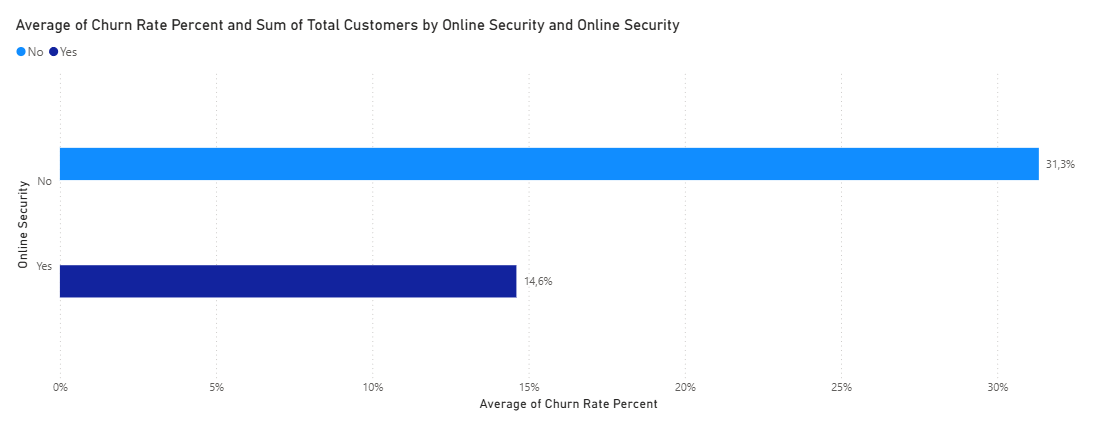 Average of Churn Rate Percent and Sum of Total Customers by Online Security and Online Security
No Yes
Online Security
No
31,3%
Yes
14,6%
0% 5% 10% 15% 20% 25% 30%
Average of Churn Rate Percent